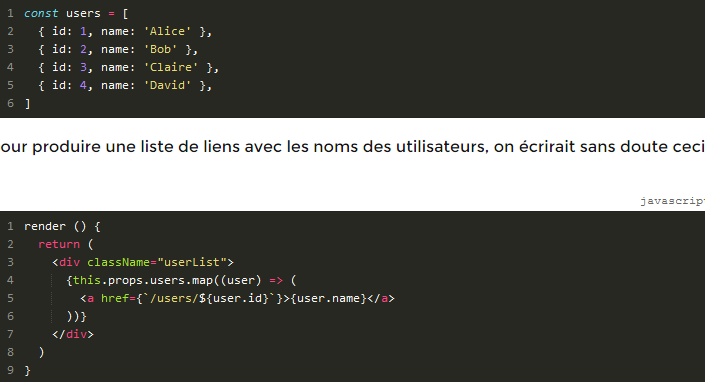 1 const users = [
2   { id: 1, name: 'Alice' },
3   { id: 2, name: 'Bob' },
4   { id: 3, name: 'Claire' },
5   { id: 4, name: 'David' },
6 ]
our produire une liste de liens avec les noms des utilisateurs, on écrirait sans doute ceci
javascrip
1 render () {
2   return (
3     <div className="userList">
4       {this.props.users.map((user) => (
5         <a href={`/users/${user.id}`}>{user.name}</a>
6       ))}
7     </div>
8   )
9 }